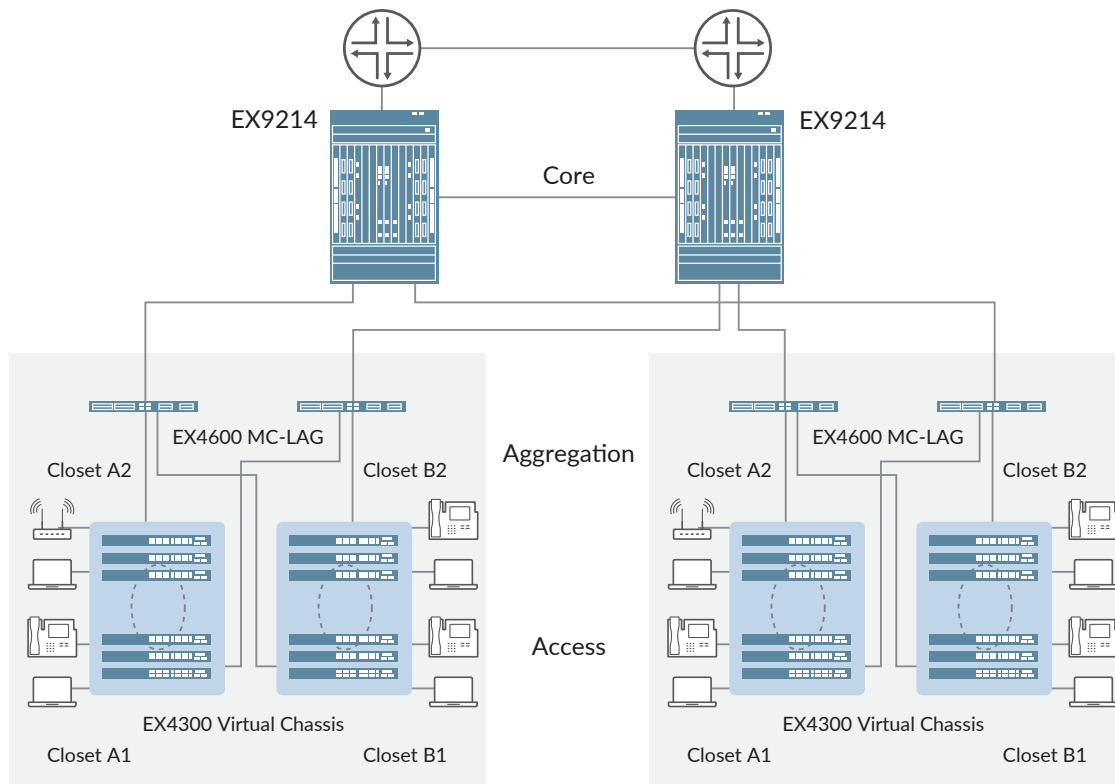 EX9214
EX9214
Core
EX4600 MC-LAG
EX4600 MC-LAG
Aggregation
Closet A2
Closet B2
Closet A2
Closet B2
Access
EX4300 Virtual Chassis
EX4300 Virtual Chassis
Closet A1
Closet B1
Closet A1
Closet B1